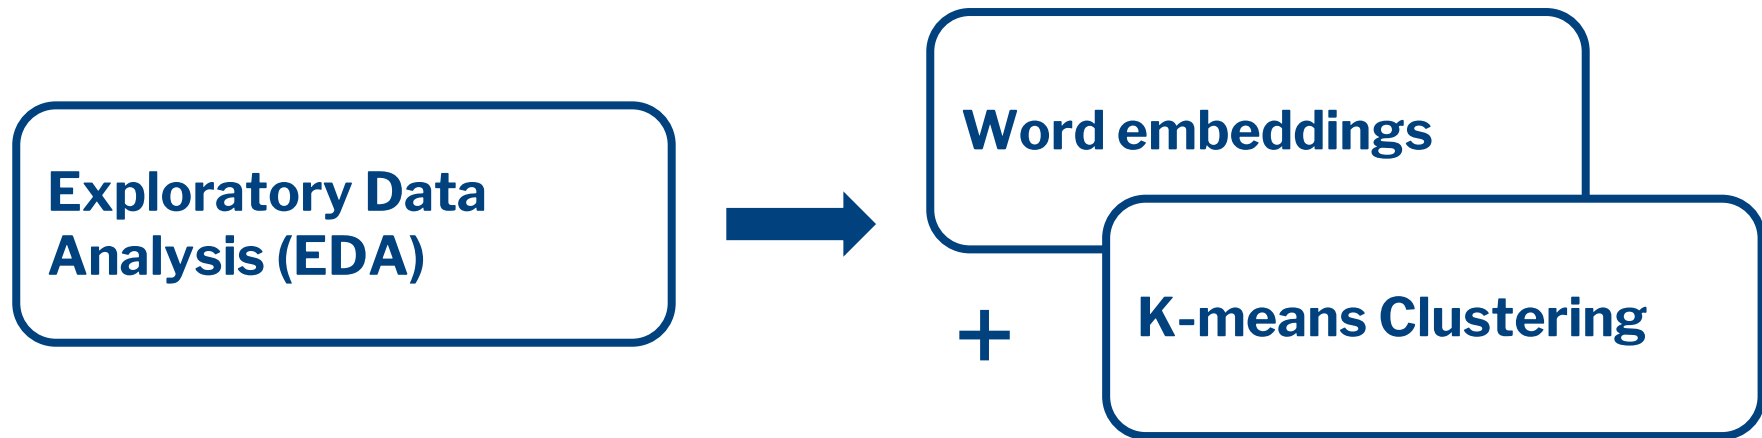 Exploratory Data
Analysis (EDA)
Word embeddings
+
K-means Clustering